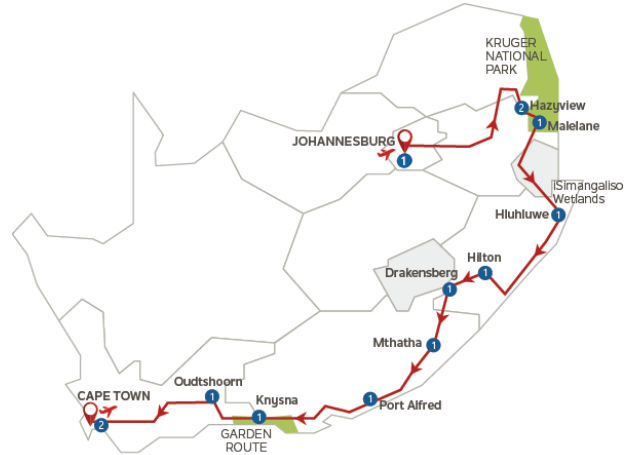 KRUGER
NATIONAL
PARK
2
Hazyview
1
Malelane
JOHANNESBURG
1
iSimangaliso
Wetlands
Hluhluwe
1
Hilton
1
Drakensberg
1
Mthatha
1
Oudtshoorn
1
Knysna
1
Port Alfred
1
CAPE TOWN
2
GARDEN
ROUTE